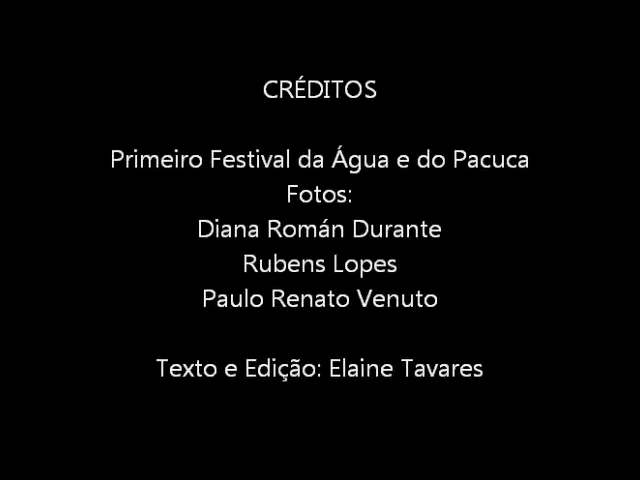 CRÉDITOS
Primeiro Festival da Água e do Pacuca
Fotos:
Diana Román Durante
Rubens Lopes
Paulo Renato Venuto
Texto e Edição: Elaine Tavares